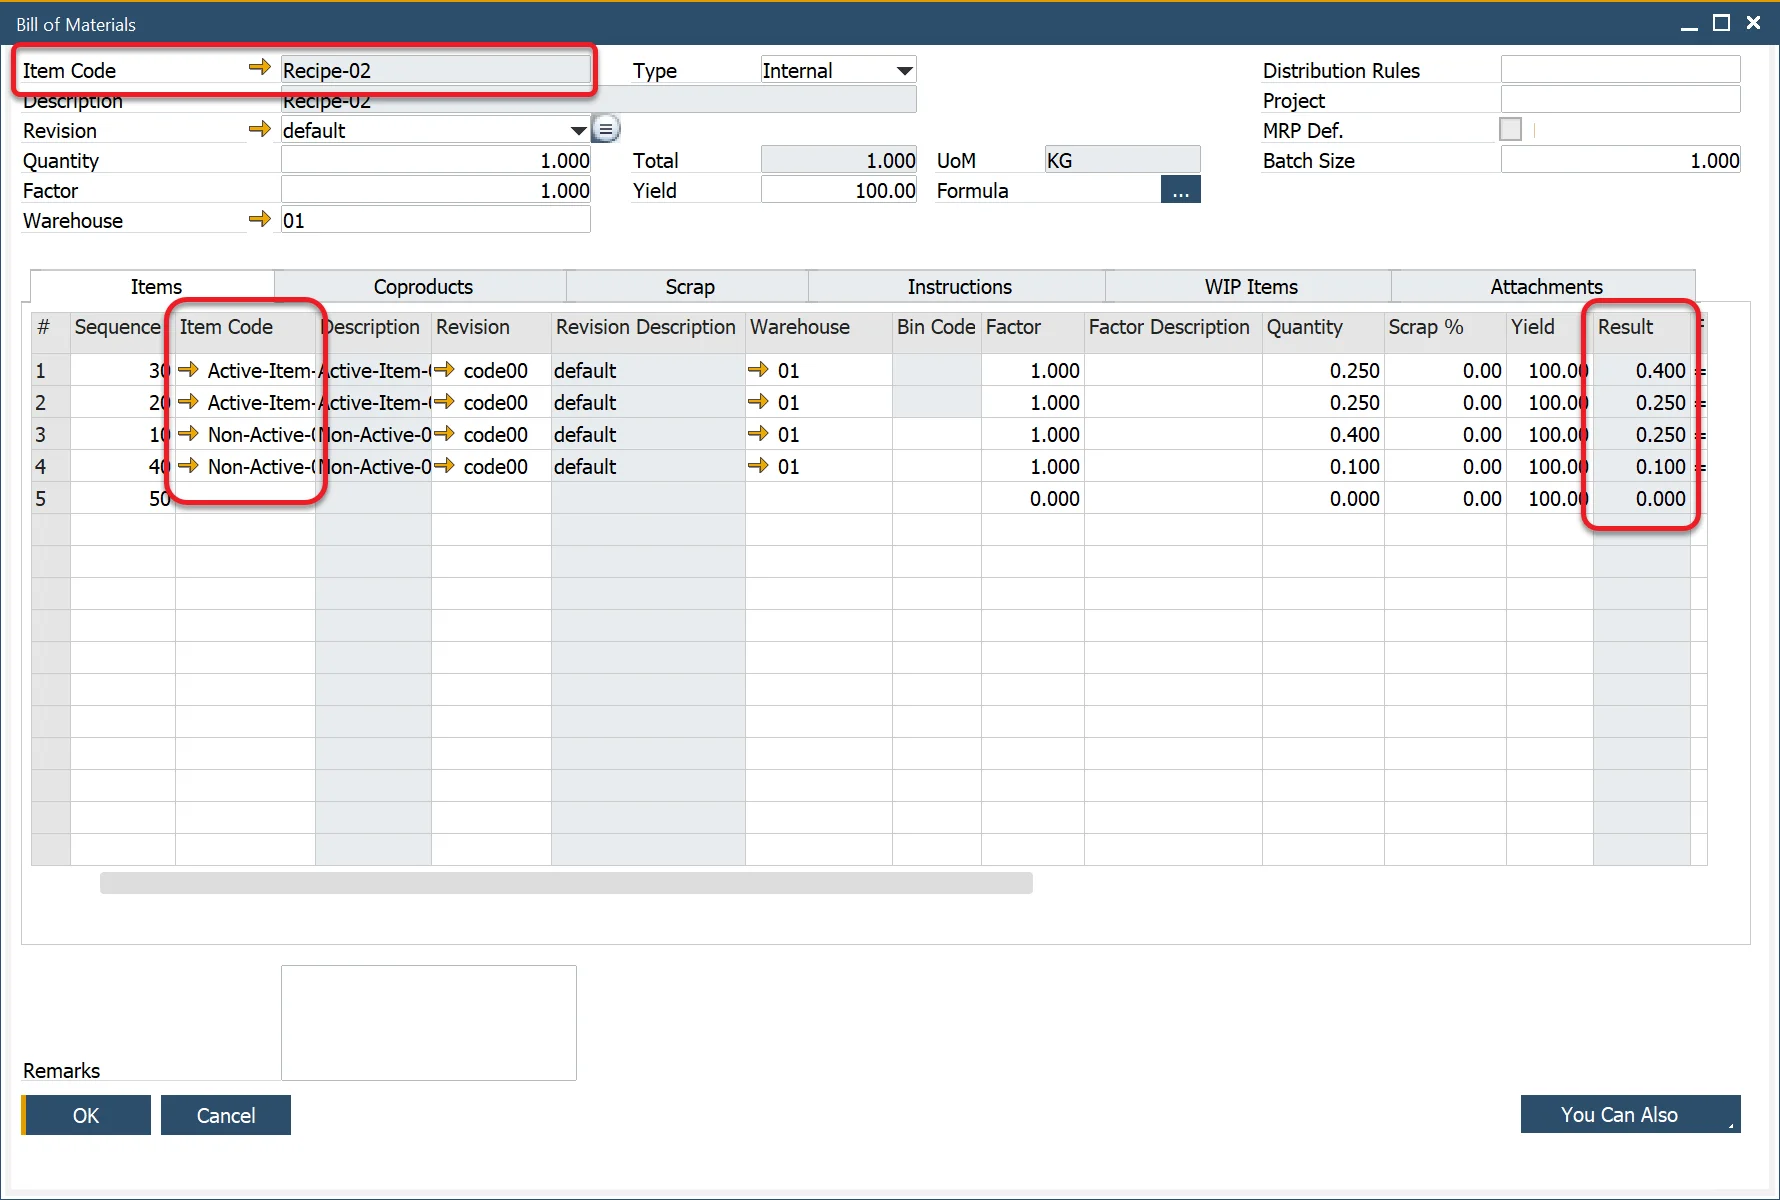 Bill of Materials
Item Code Recipe-02 Type Internal Distribution Rules
Description Recipe-02 Project
Revision default MRP Def.
Quantity 1.000 Total 1.000 UoM KG Batch Size 1.000
Factor 1.000 Yield 100.00 Formula ...
Warehouse 01
Items Coproducts Scrap Instructions WIP Items Attachments
# Sequence Item Code Description Revision Revision Description Warehouse Bin Code Factor Factor Description Quantity Scrap % Yield Result
1 30 Active-Item- Active-Item-0 code00 default 01 1.000 0.250 0.00 100.00 0.400 =
2 20 Active-Item- Active-Item-0 code00 default 01 1.000 0.250 0.00 100.00 0.250 =
3 10 Non-Active-0 Non-Active-0 code00 default 01 1.000 0.400 0.00 100.00 0.250 =
4 40 Non-Active-0 Non-Active-0 code00 default 01 1.000 0.100 0.00 100.00 0.100 =
5 50 0.000 0.000 0.00 100.00 0.000
Remarks
OK Cancel You Can Also